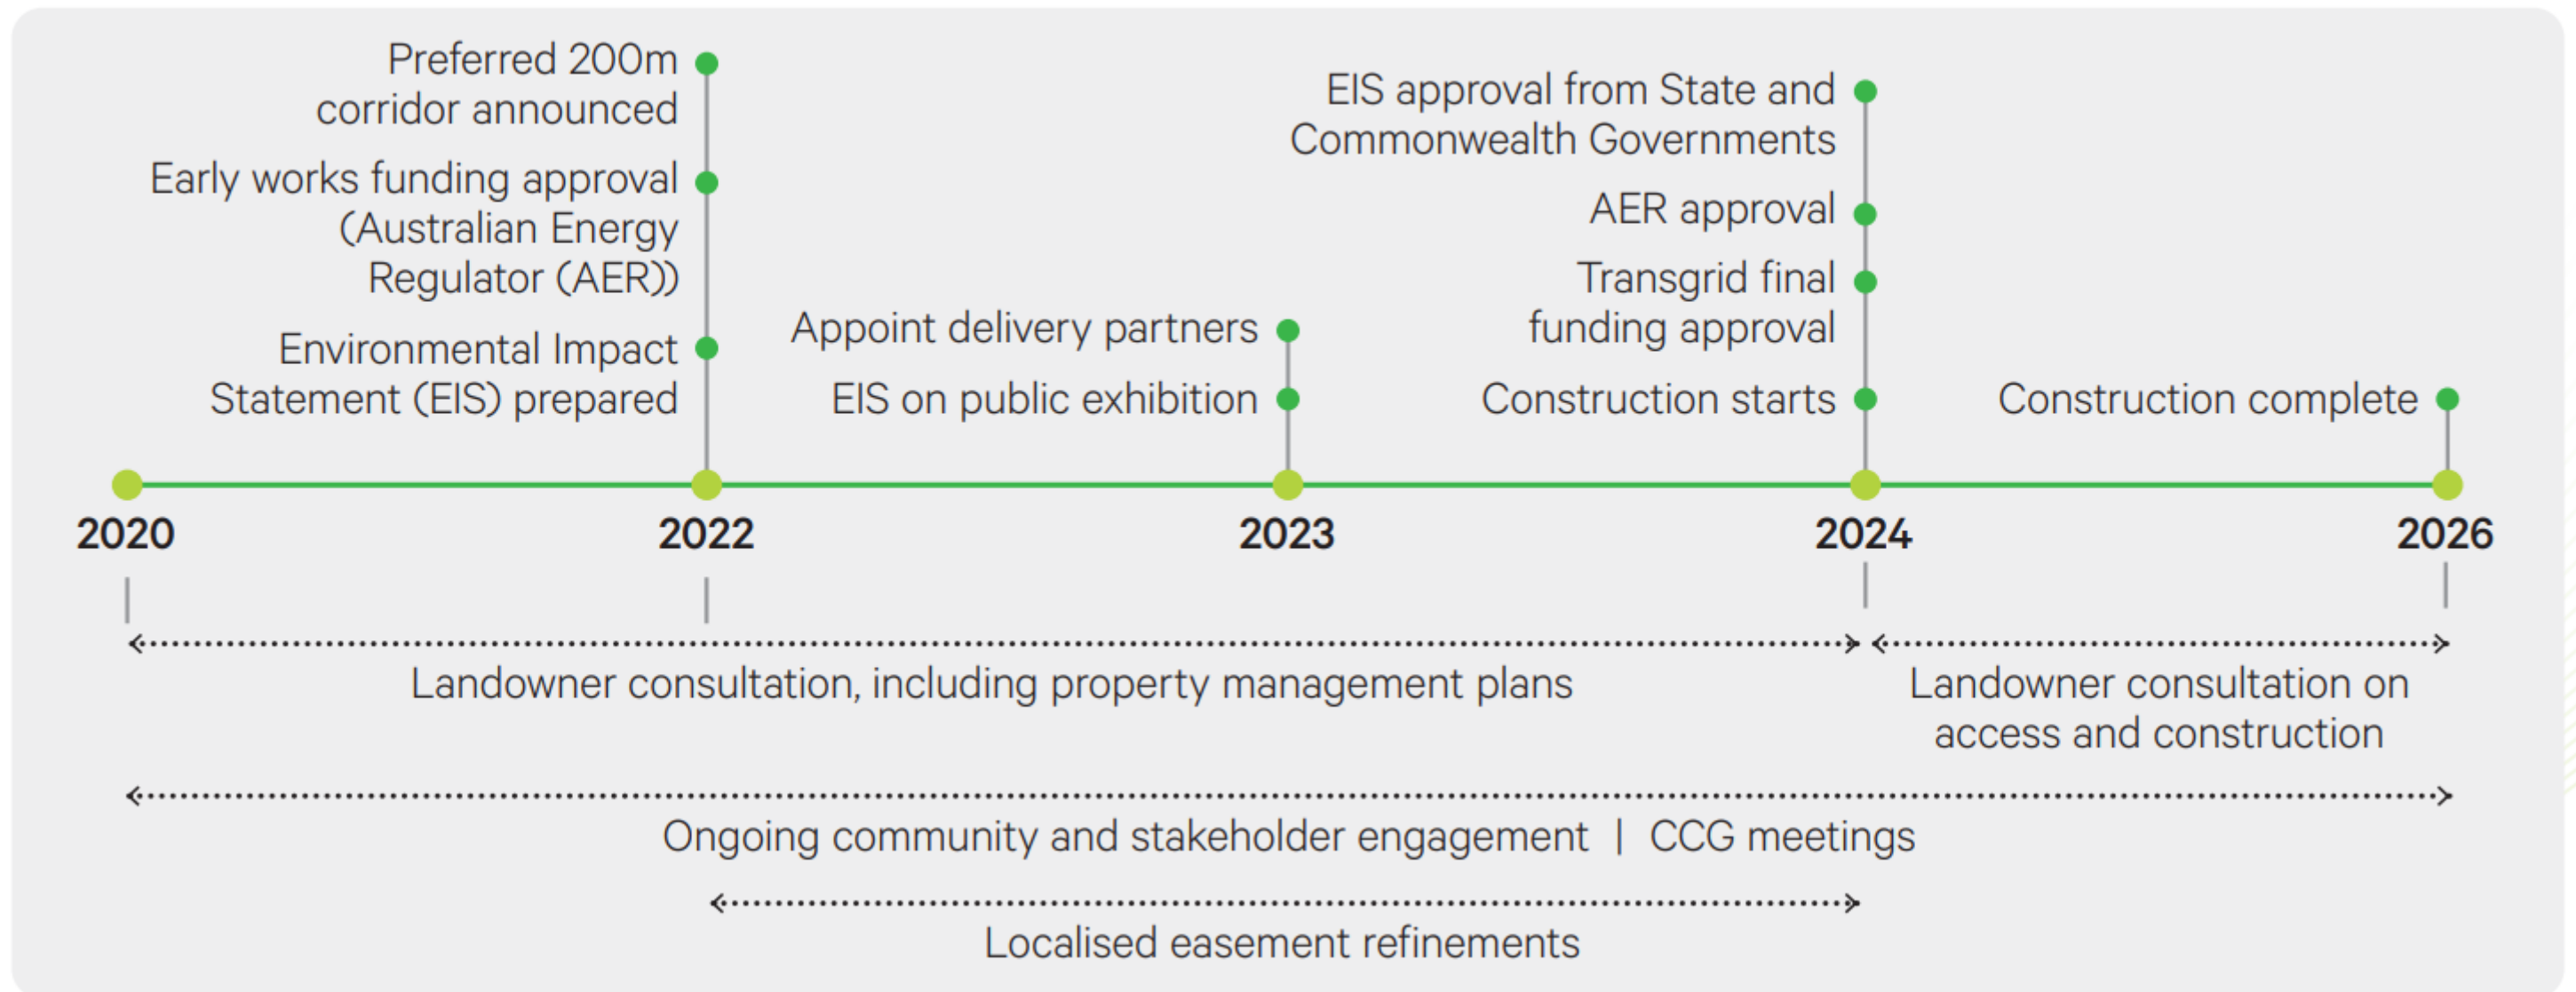 Preferred 200m
corridor announced
Early works funding approval
(Australian Energy
Regulator (AER))
Environmental Impact
Statement (EIS) prepared
Appoint delivery partners
EIS on public exhibition
EIS approval from State and
Commonwealth Governments
AER approval
Transgrid final
funding approval
Construction starts
Construction complete
2020
2022
2023
2024
2026
Landowner consultation, including property management plans
Landowner consultation on
access and construction
Ongoing community and stakeholder engagement | CCG meetings
Localised easement refinements